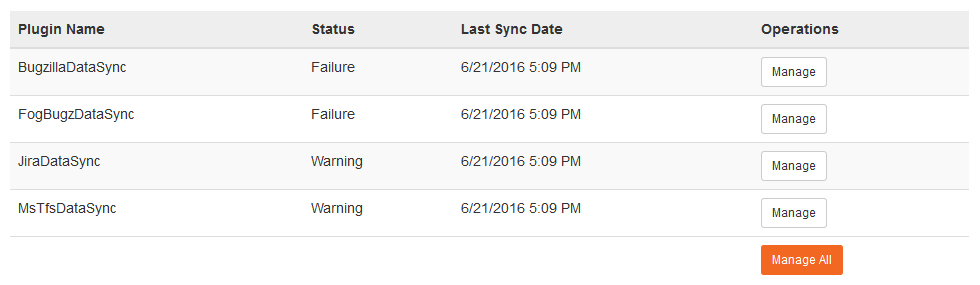 Plugin Name Status Last Sync Date Operations
BugzillaDataSync Failure 6/21/2016 5:09 PM Manage
FogBugzDataSync Failure 6/21/2016 5:09 PM Manage
JiraDataSync Warning 6/21/2016 5:09 PM Manage
MsTfsDataSync Warning 6/21/2016 5:09 PM Manage
Manage All